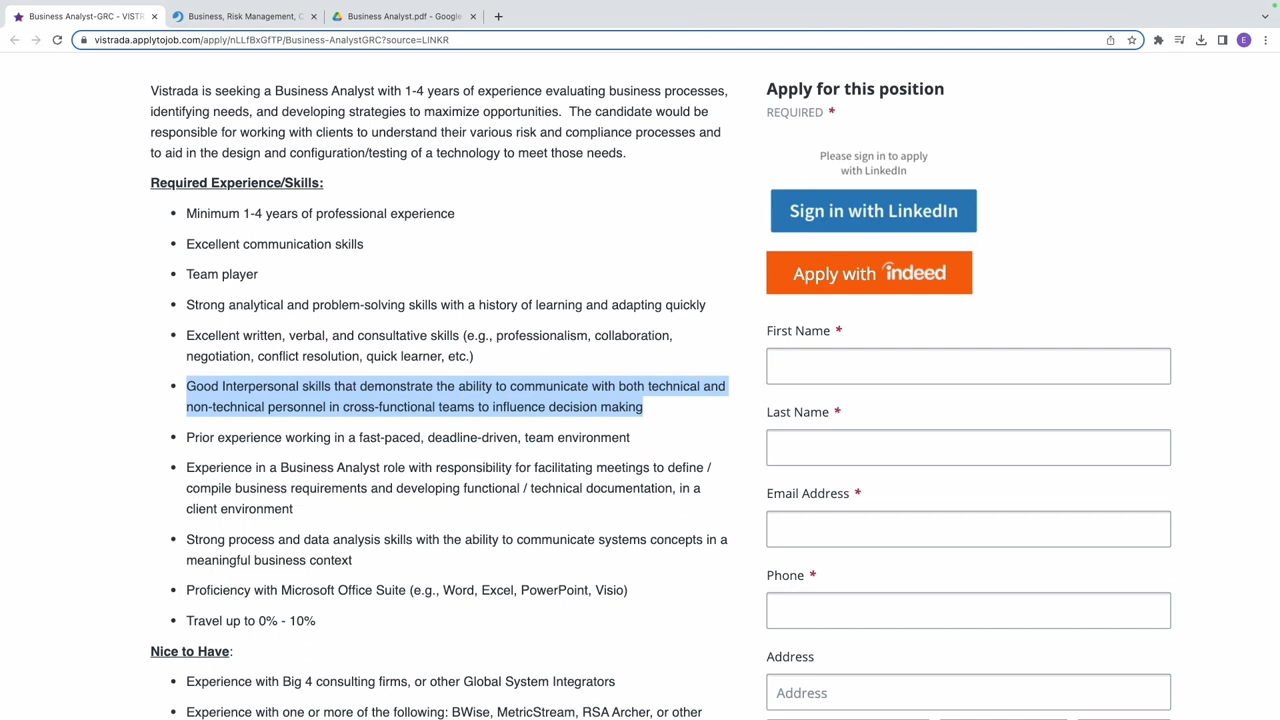 Business Analyst-GRC - VISTR
Business, Risk Management, C
Business Analyst.pdf - Google
vistrada.applytojob.com/apply/nLLfBxGfTP/Business-AnalystGRC?source=LINKR
E
Vistrada is seeking a Business Analyst with 1-4 years of experience evaluating business processes,
identifying needs, and developing strategies to maximize opportunities.  The candidate would be
responsible for working with clients to understand their various risk and compliance processes and
to aid in the design and configuration/testing of a technology to meet those needs.
Required Experience/Skills:
• Minimum 1-4 years of professional experience
• Excellent communication skills
• Team player
• Strong analytical and problem-solving skills with a history of learning and adapting quickly
• Excellent written, verbal, and consultative skills (e.g., professionalism, collaboration,
negotiation, conflict resolution, quick learner, etc.)
• Good Interpersonal skills that demonstrate the ability to communicate with both technical and
non-technical personnel in cross-functional teams to influence decision making
• Prior experience working in a fast-paced, deadline-driven, team environment
• Experience in a Business Analyst role with responsibility for facilitating meetings to define /
compile business requirements and developing functional / technical documentation, in a
client environment
• Strong process and data analysis skills with the ability to communicate systems concepts in a
meaningful business context
• Proficiency with Microsoft Office Suite (e.g., Word, Excel, PowerPoint, Visio)
• Travel up to 0% - 10%
Nice to Have:
• Experience with Big 4 consulting firms, or other Global System Integrators
• Experience with one or more of the following: BWise, MetricStream, RSA Archer, or other
Apply for this position
REQUIRED *
Please sign in to apply
with LinkedIn
Sign in with LinkedIn
Apply with indeed
First Name *
Last Name *
Email Address *
Phone *
Address
Address